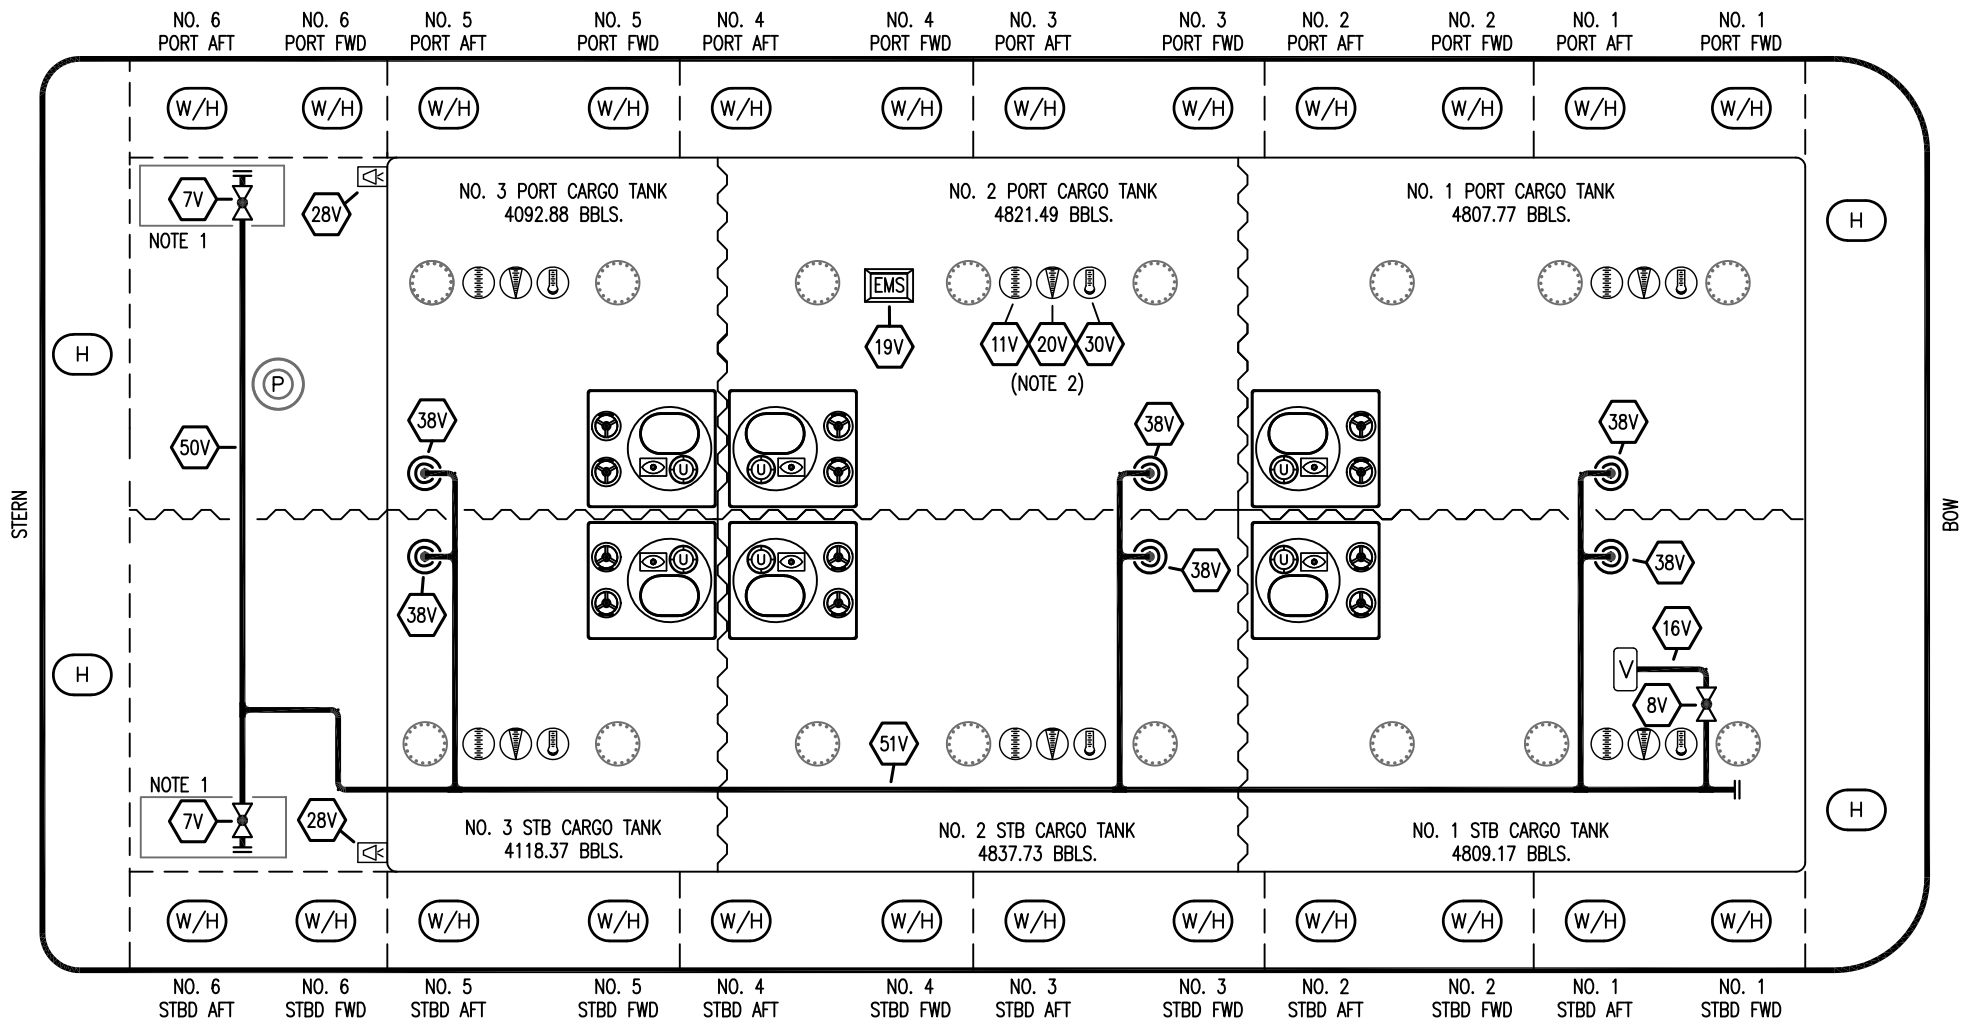 NO. 6 NO. 6 NO. 5 NO. 5 NO. 4 NO. 4 NO. 3 NO. 3 NO. 2 NO. 2 NO. 1 NO. 1
PORT AFT PORT FWD PORT AFT PORT FWD PORT AFT PORT FWD PORT AFT PORT FWD PORT AFT PORT FWD PORT AFT PORT FWD
W/H W/H W/H W/H W/H W/H W/H W/H W/H W/H W/H W/H
NO. 3 PORT CARGO TANK
4092.88 BBLS.
NO. 2 PORT CARGO TANK
4821.49 BBLS.
NO. 1 PORT CARGO TANK
4807.77 BBLS.
7V
28V
NOTE 1
H
EMS
19V
11V 20V 30V
(NOTE 2)
H
P
38V
38V
38V
50V
U
U
U
STERN
BOW
U
U
U
38V
38V
38V
16V
V
8V
H
51V
NOTE 1
7V
28V
H
NO. 3 STB CARGO TANK
4118.37 BBLS.
NO. 2 STB CARGO TANK
4837.73 BBLS.
NO. 1 STB CARGO TANK
4809.17 BBLS.
W/H W/H W/H W/H W/H W/H W/H W/H W/H W/H W/H W/H
NO. 6 NO. 6 NO. 5 NO. 5 NO. 4 NO. 4 NO. 3 NO. 3 NO. 2 NO. 2 NO. 1 NO. 1
STBD AFT STBD FWD STBD AFT STBD FWD STBD AFT STBD FWD STBD AFT STBD FWD STBD AFT STBD FWD STBD AFT STBD FWD